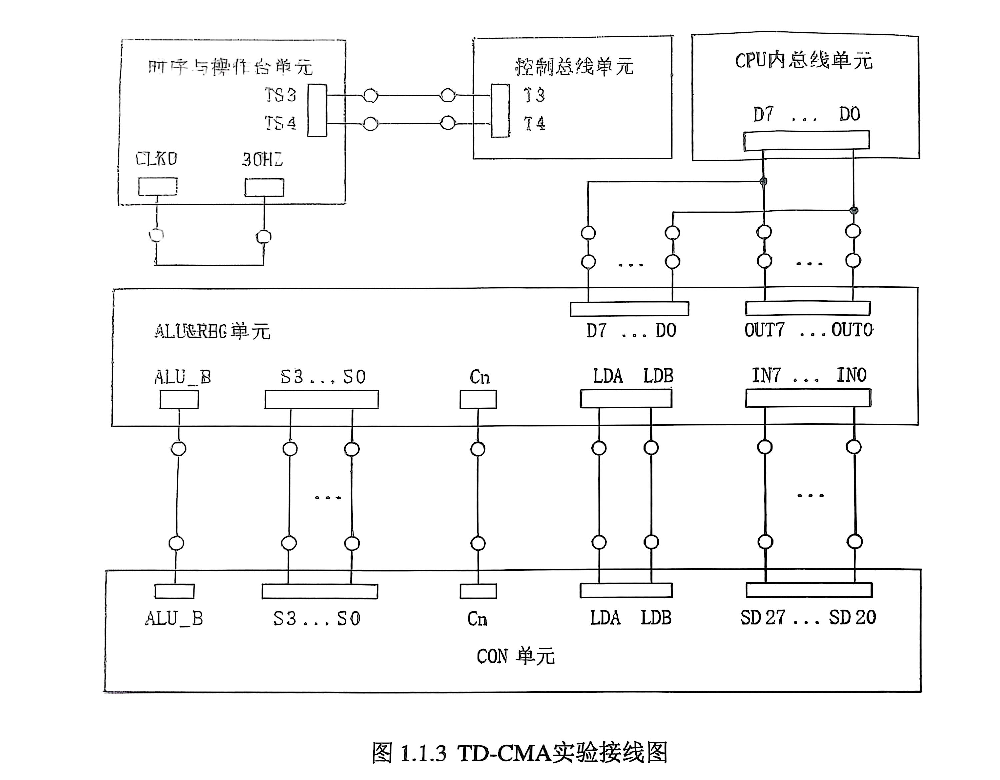 时序与操作台单元
控制总线单元
CPU内总线单元
TS3
T3
TS4
T4
D7 ... D0
CLK0
30HZ
... ...
D7 ... D0
OUT7 ... OUT0
ALU&REG单元
ALU_B
S3...S0
Cn
LDA LDB
IN7 ... IN0
... ...
ALU_B
S3...S0
Cn
LDA LDB
SD27 ... SD20
CON 单元
图 1.1.3 TD-CMA实验接线图